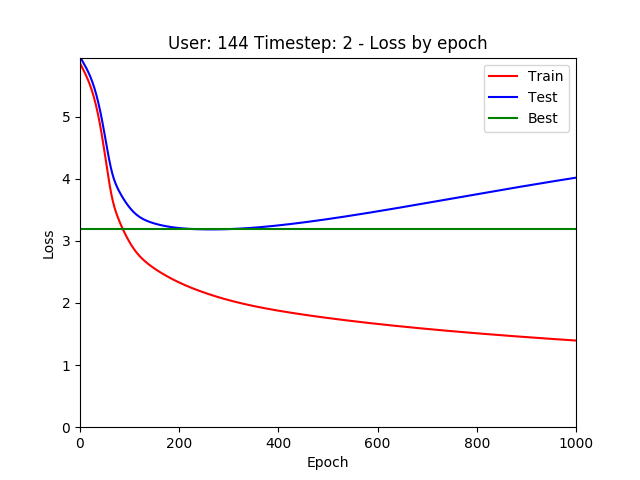 User: 144 Timestep: 2 - Loss by epoch
Train
Test
Best
5
4
3
2
1
0
Loss
0 200 400 600 800 1000
Epoch